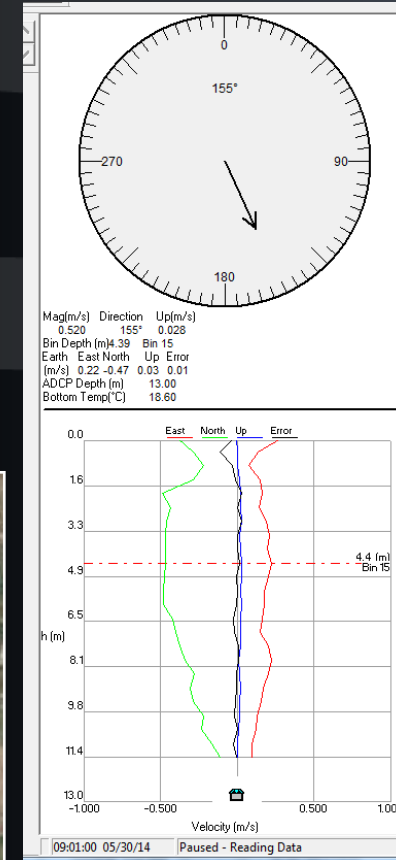 0
155°
270
90
180
Mag(m/s) Direction Up(m/s)
0.520 155° 0.028
Bin Depth (m)4.39 Bin 15
Earth East North Up Error
(m/s) 0.22 -0.47 0.03 0.01
ADCP Depth (m) 13.00
Bottom Temp(°C) 18.60
East North Up Error
0.0
1.6
3.3
4.4 (m)
Bin 15
4.9
6.5
h (m)
8.1
9.8
11.4
13.0
-1.000 -0.500 0.500 1.00
Velocity (m/s)
09:01:00 05/30/14 Paused - Reading Data